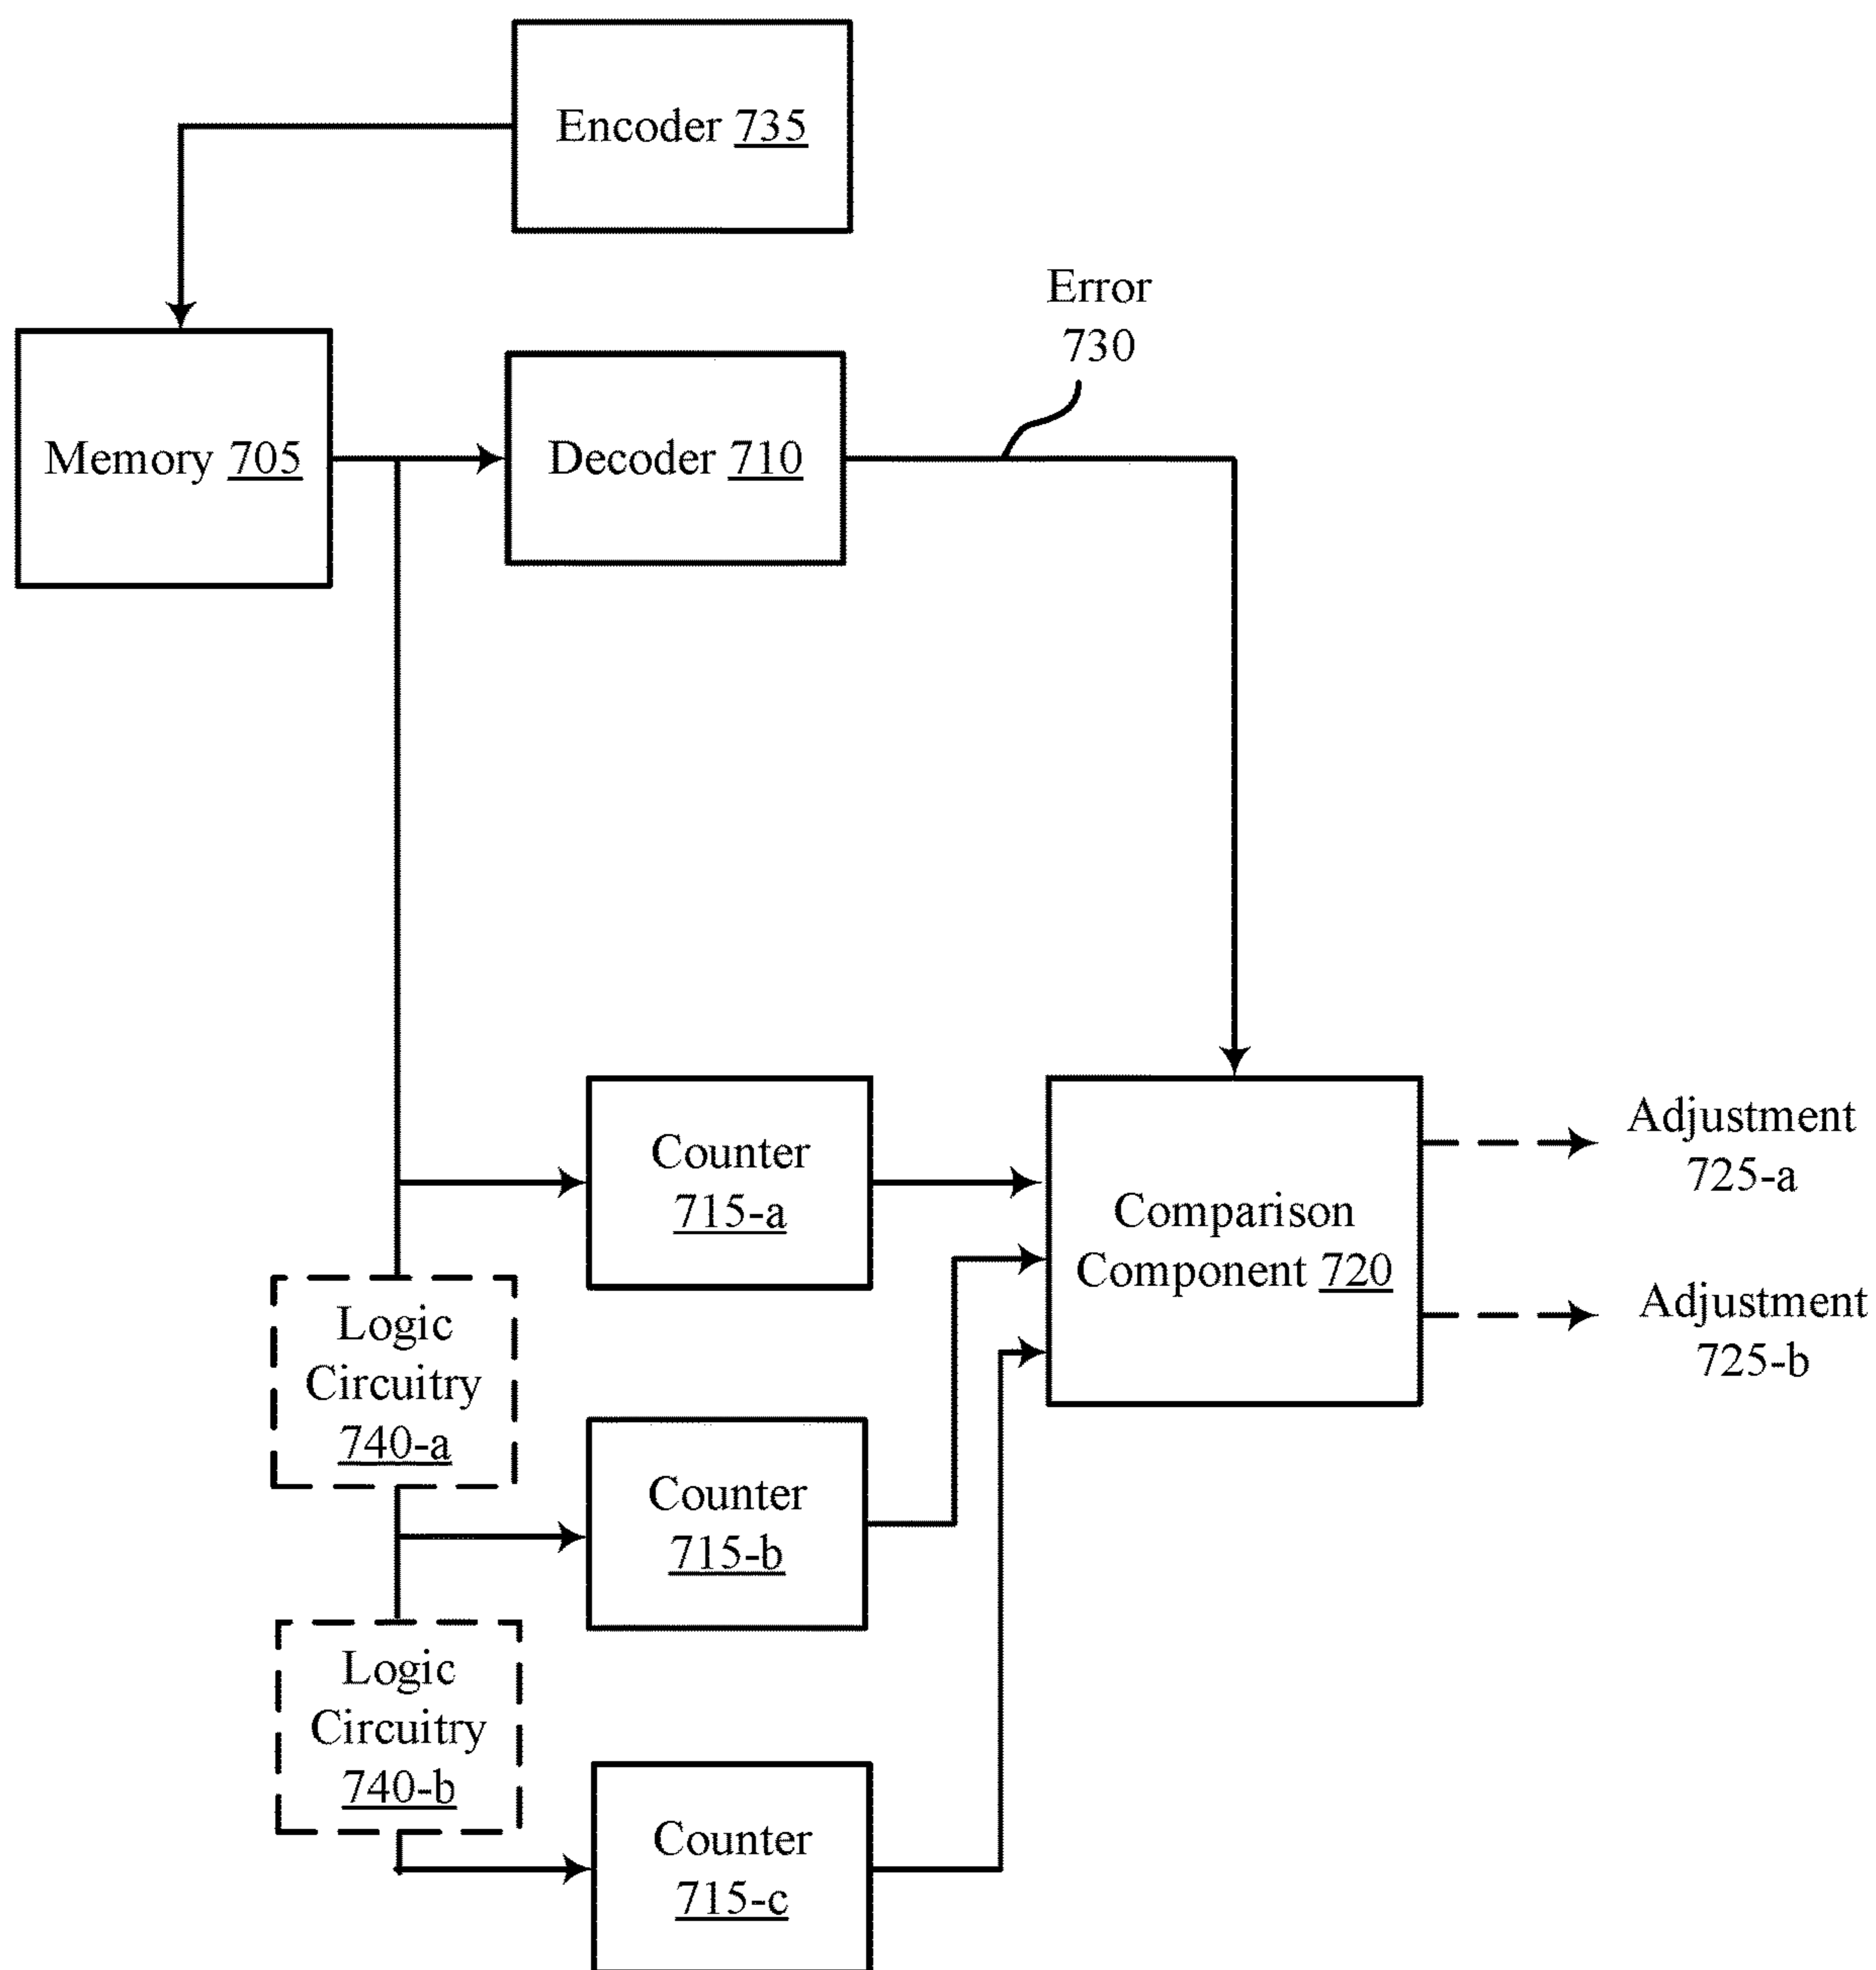 Encoder 735
Error
730
Memory 705
Decoder 710
Counter
715-a
Comparison
Component 720
Adjustment
725-a
Adjustment
725-b
Logic
Circuitry
740-a
Counter
715-b
Logic
Circuitry
740-b
Counter
715-c